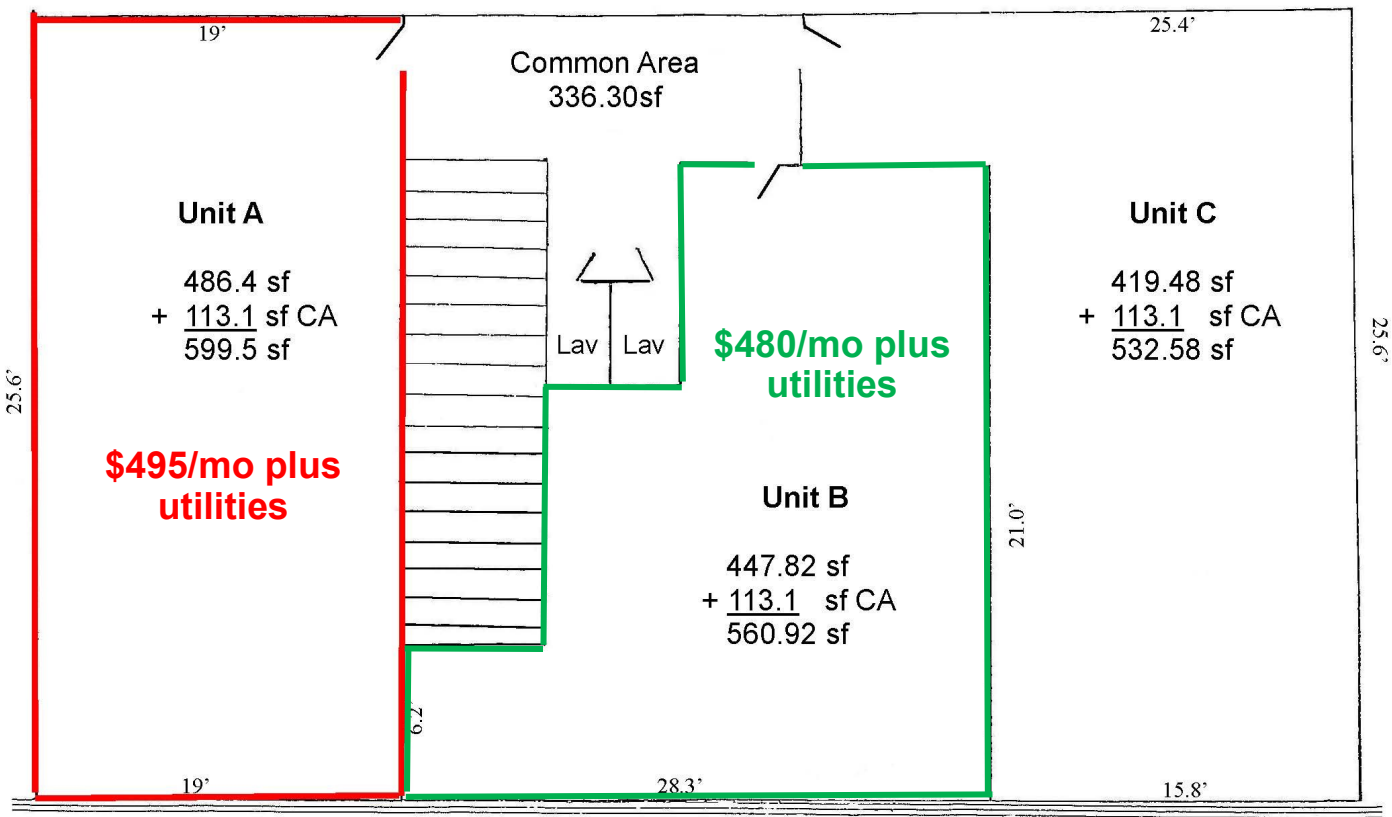 19’
25.4’
Common Area
336.30sf
Unit A
486.4 sf
+ 113.1 sf CA
599.5 sf
Unit C
419.48 sf
+ 113.1 sf CA
532.58 sf
Lav
Lav
$480/mo plus
utilities
25.6’
25.6’
$495/mo plus
utilities
Unit B
447.82 sf
+ 113.1 sf CA
560.92 sf
21.0’
6.2’
19’
28.3’
15.8’